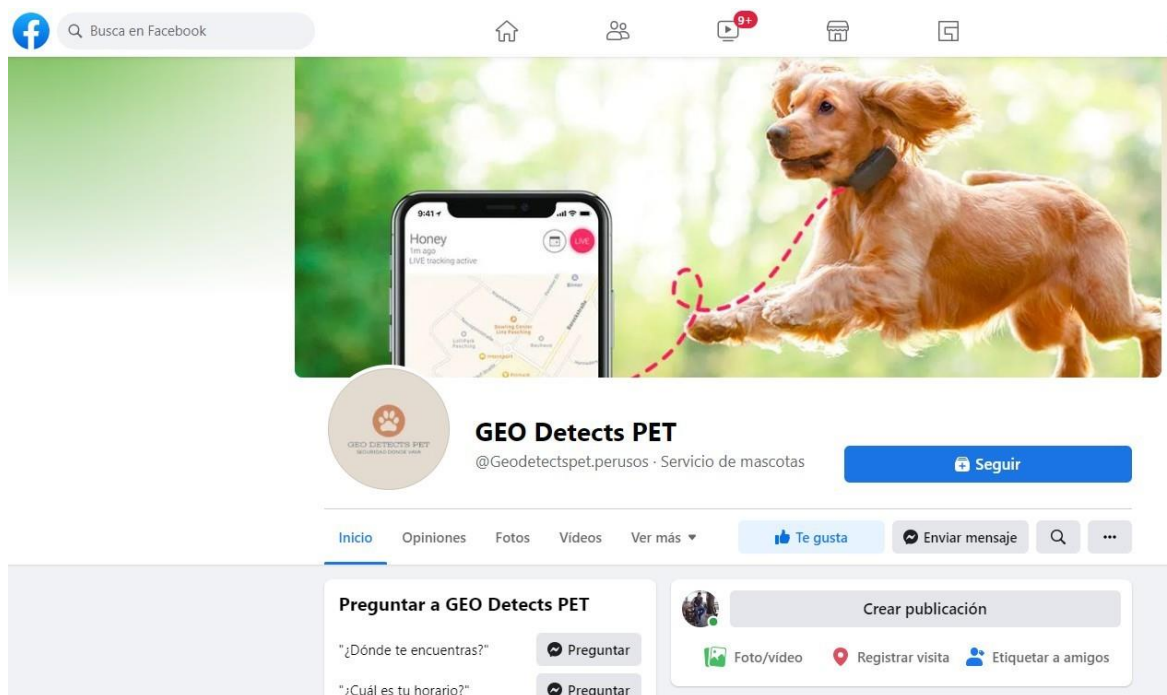 Busca en Facebook
9+
9:41
Honey
1m ago
LIVE tracking active
LIVE
GEO DETECTS PET
GEO Detects PET
@Geodetectspet.perusos · Servicio de mascotas
Seguir
Inicio Opiniones Fotos Vídeos Ver más Te gusta Enviar mensaje
Preguntar a GEO Detects PET
Crear publicación
"¿Dónde te encuentras?" Preguntar
Foto/vídeo Registrar visita Etiquetar a amigos
"¿Cuál es tu horario?" Preguntar